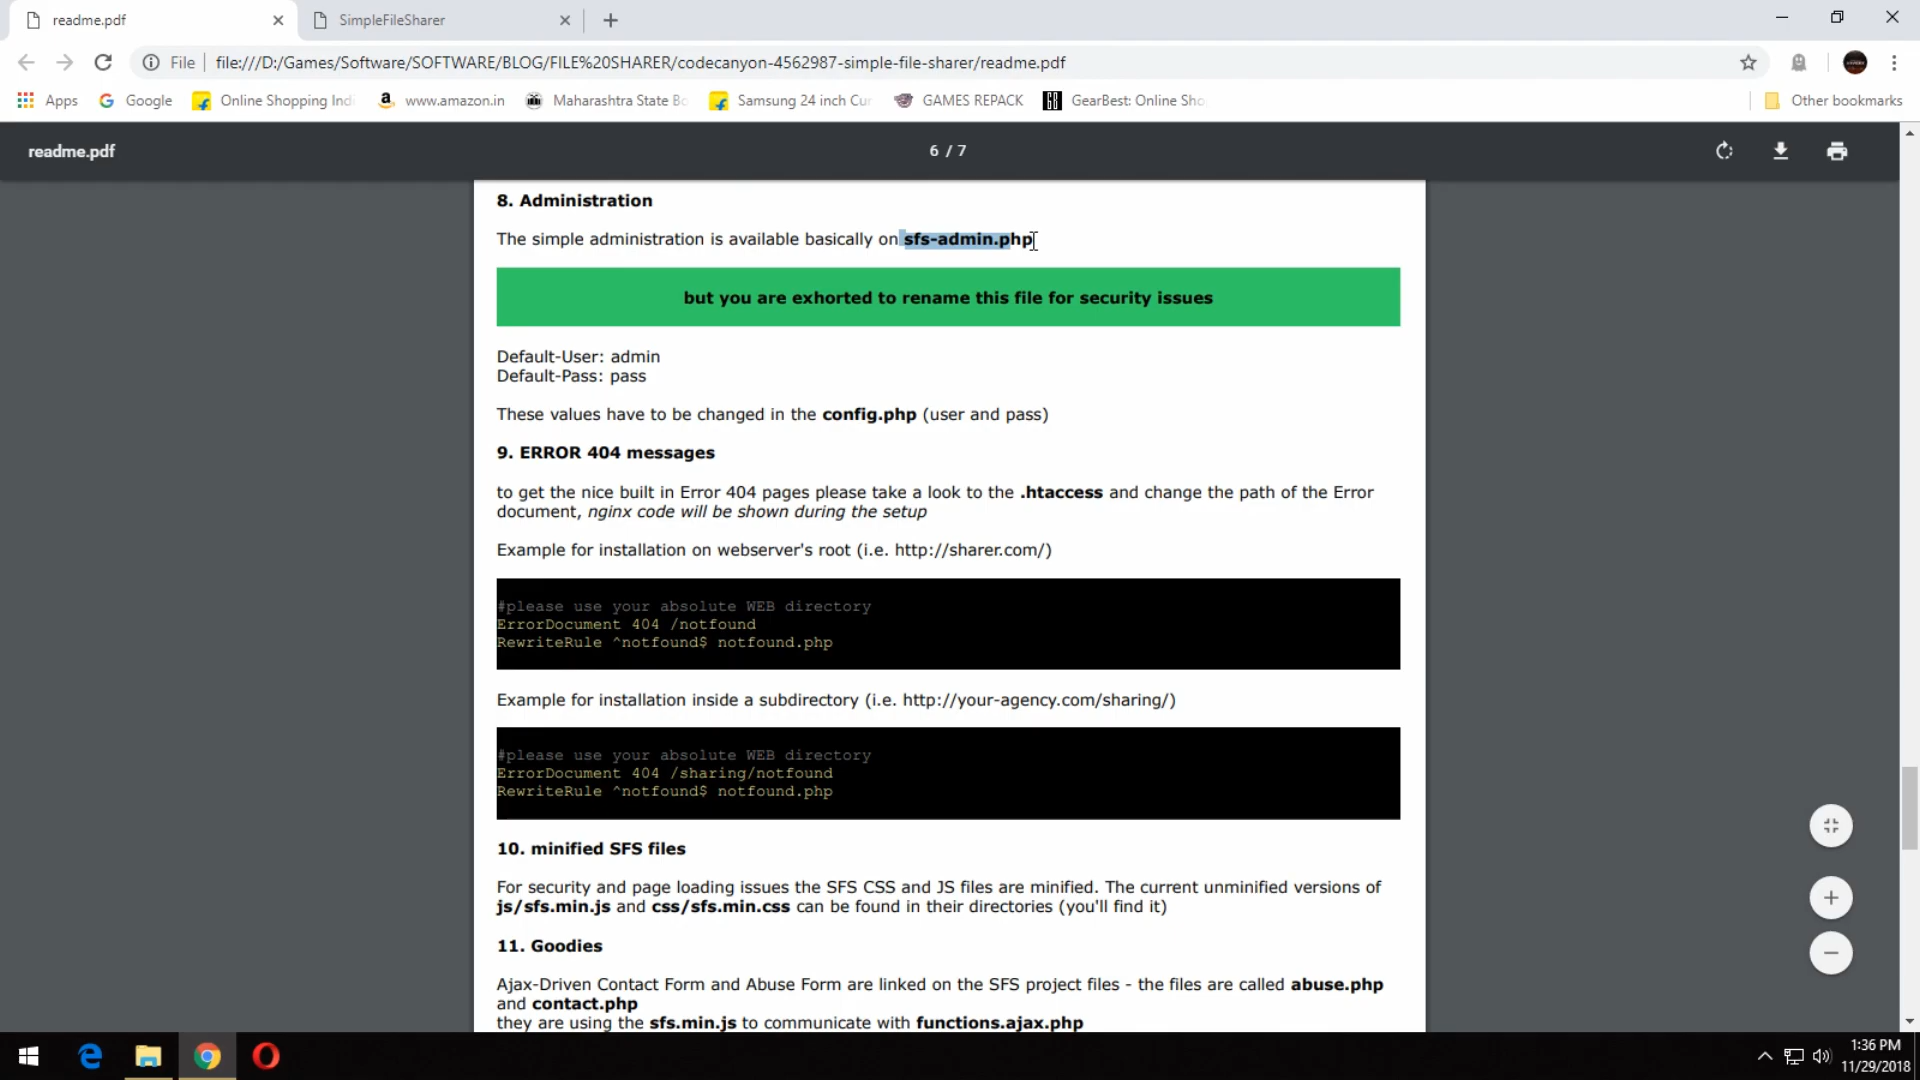 readme.pdf
SimpleFileSharer
File
file:///D:/Games/Software/SOFTWARE/BLOG/FILE%20SHARER/codecanyon-4562987-simple-file-sharer/readme.pdf
Apps
Google
Online Shopping Indi
www.amazon.in
Maharashtra State Bo
Samsung 24 inch Cur
GAMES REPACK
GearBest: Online Sho
Other bookmarks
readme.pdf
6 / 7
8. Administration
The simple administration is available basically on sfs-admin.php
but you are exhorted to rename this file for security issues
Default-User: admin
Default-Pass: pass
These values have to be changed in the config.php (user and pass)
9. ERROR 404 messages
to get the nice built in Error 404 pages please take a look to the .htaccess and change the path of the Error
document, nginx code will be shown during the setup
Example for installation on webserver's root (i.e. http://sharer.com/)
#please use your absolute WEB directory
ErrorDocument 404 /notfound
RewriteRule ^notfound$ notfound.php
Example for installation inside a subdirectory (i.e. http://your-agency.com/sharing/)
#please use your absolute WEB directory
ErrorDocument 404 /sharing/notfound
RewriteRule ^notfound$ notfound.php
10. minified SFS files
For security and page loading issues the SFS CSS and JS files are minified. The current unminified versions of
js/sfs.min.js and css/sfs.min.css can be found in their directories (you'll find it)
11. Goodies
Ajax-Driven Contact Form and Abuse Form are linked on the SFS project files - the files are called abuse.php
and contact.php
they are using the sfs.min.js to communicate with functions.ajax.php
1:36 PM
11/29/2018